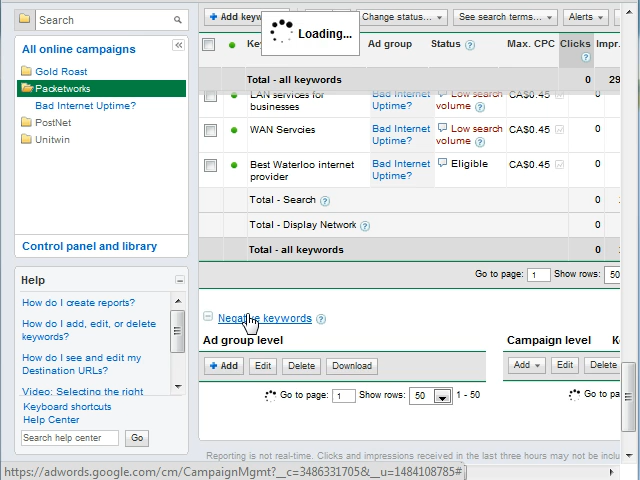 Search
All online campaigns
Gold Roast
Packetworks
Bad Internet Uptime?
PostNet
Unitwin
Control panel and library
Help
How do I create reports?
How do I add, edit, or delete
keywords?
How do I see and edit my
Destination URLs?
Video: Selecting the right
Keyboard shortcuts
Help Center
Search help center
Go
Add
Loading...
Change status...
See search terms...
Alerts
Ad group
Status
Max. CPC
Clicks
Impr.
Total - all keywords
0
29
LAN services for
businesses
Bad Internet
Uptime?
Low search
volume
CA$0.45
0
WAN Servcies
Bad Internet
Uptime?
Low search
volume
CA$0.45
0
Best Waterloo internet
provider
Bad Internet
Uptime?
Eligible
CA$0.45
0
Total - Search
0
Total - Display Network
0
Total - all keywords
0
Go to page: 1 Show rows: 50
Negative keywords
Ad group level
Add
Edit
Delete
Download
Go to page: 1 Show rows: 50 1 - 50
Campaign level
Add
Edit
Delete
Go to pa
Reporting is not real-time. Clicks and impressions received in the last three hours may not be inclu
https://adwords.google.com/cm/CampaignMgmt?__c=3486331705&__u=1484108785#